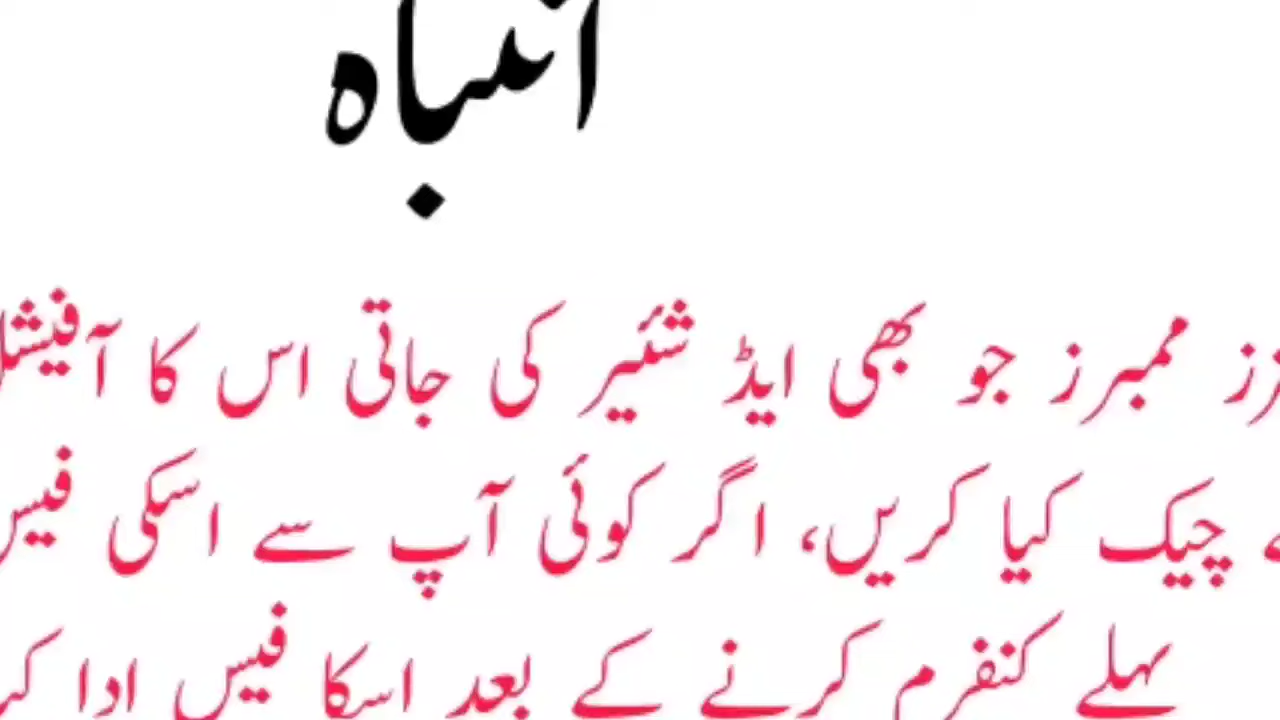 انتباہ
ممبرز جو بھی ایڈ شئیر کی جاتی اس کا آفیشل
چیک کیا کریں، اگر کوئی آپ سے اسکی فیس
پہلے کنفرم کرنے کے بعد اسکا فیس ادا